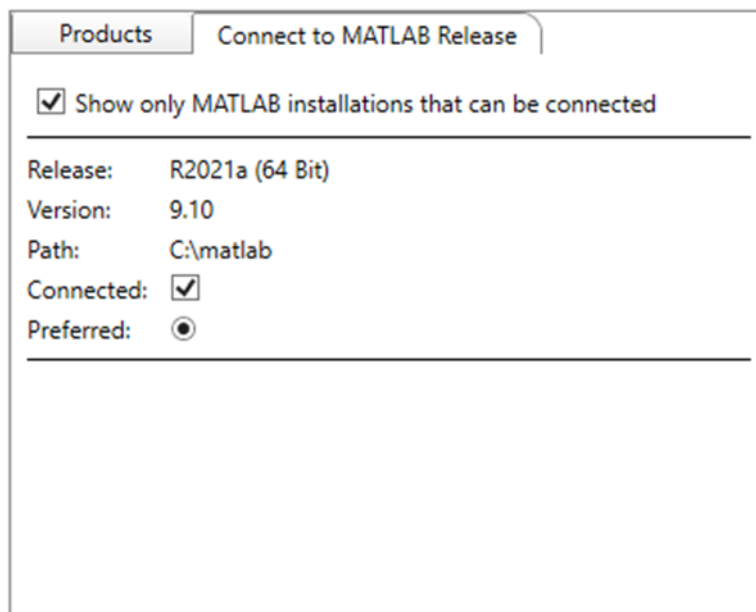 Products
Connect to MATLAB Release
Show only MATLAB installations that can be connected
Release: R2021a (64 Bit)
Version: 9.10
Path: C:\matlab
Connected:
Preferred: